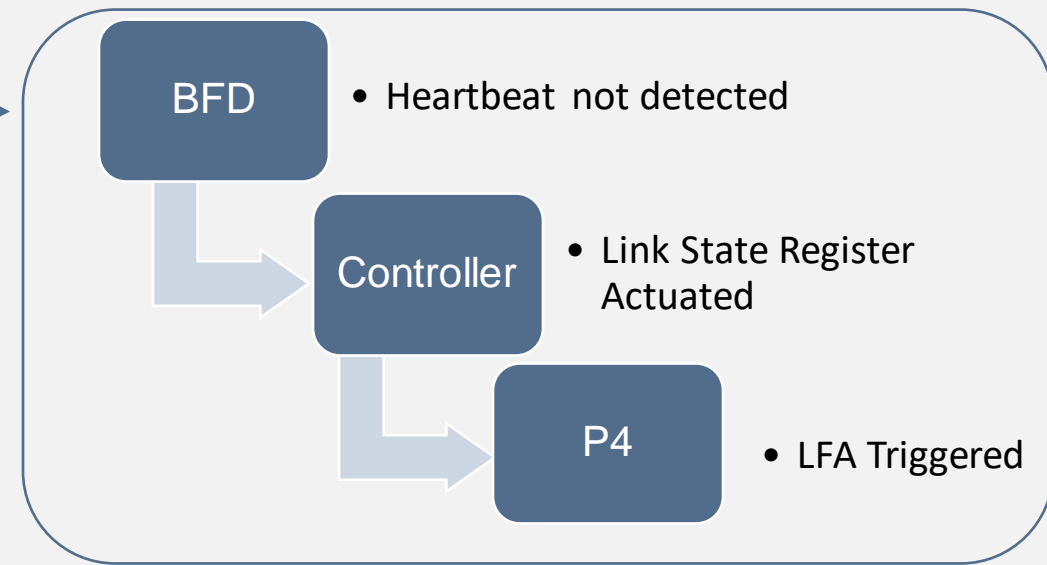 BFD
• Heartbeat not detected
Controller
• Link State Register
Actuated
P4
• LFA Triggered